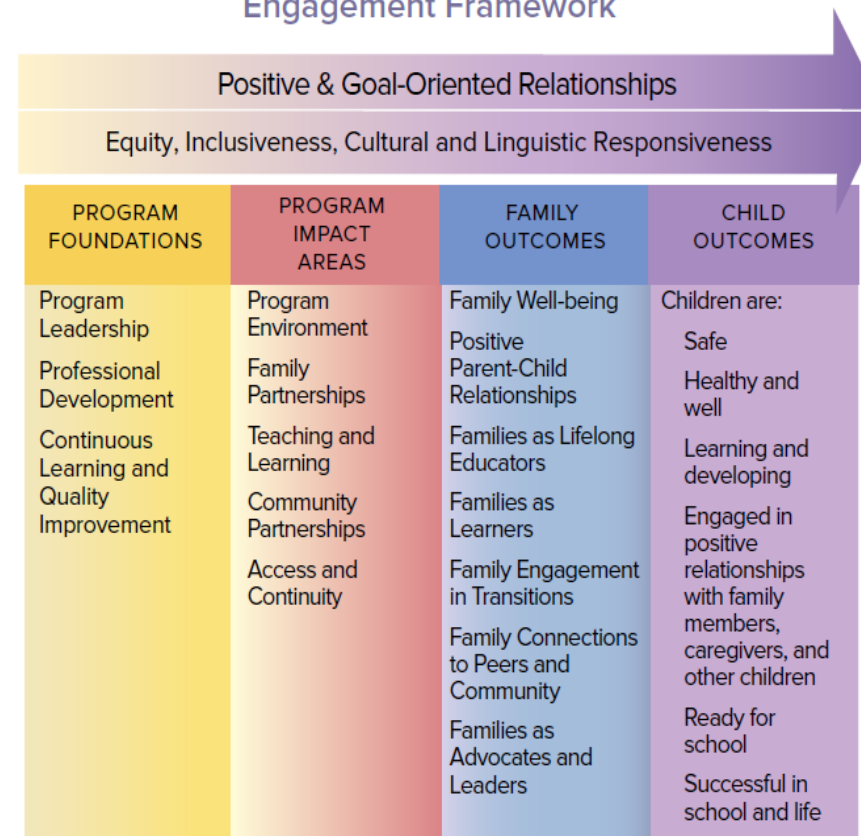 Engagement Framework
Positive & Goal-Oriented Relationships
Equity, Inclusiveness, Cultural and Linguistic Responsiveness
PROGRAM
FOUNDATIONS
Program
Leadership
Professional
Development
Continuous
Learning and
Quality
Improvement
PROGRAM
IMPACT
AREAS
Program
Environment
Family
Partnerships
Teaching and
Learning
Community
Partnerships
Access and
Continuity
FAMILY
OUTCOMES
Family Well-being
Positive
Parent-Child
Relationships
Families as Lifelong
Educators
Families as
Learners
Family Engagement
in Transitions
Family Connections
to Peers and
Community
Families as
Advocates and
Leaders
CHILD
OUTCOMES
Children are:
Safe
Healthy and
well
Learning and
developing
Engaged in
positive
relationships
with family
members,
caregivers, and
other children
Ready for
school
Successful in
school and life